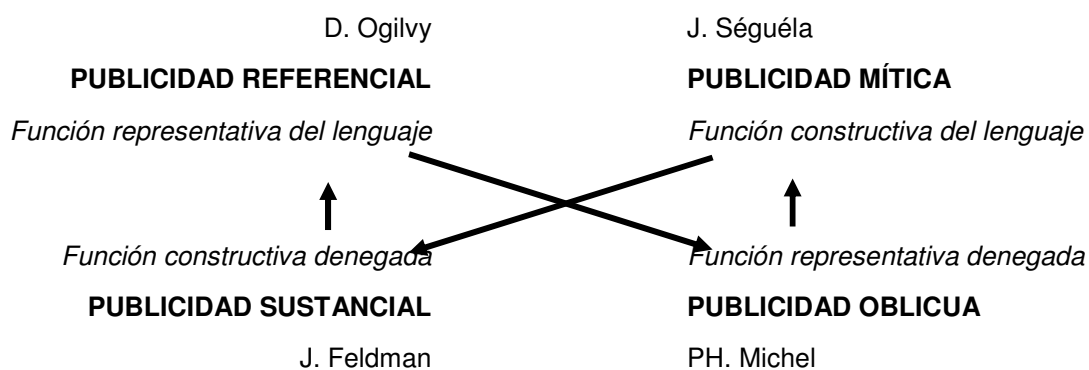 D. Ogilvy J. Séguéla
PUBLICIDAD REFERENCIAL PUBLICIDAD MÍTICA
Función representativa del lenguaje Función constructiva del lenguaje
Función constructiva denegada Función representativa denegada
PUBLICIDAD SUSTANCIAL PUBLICIDAD OBLICUA
J. Feldman PH. Michel